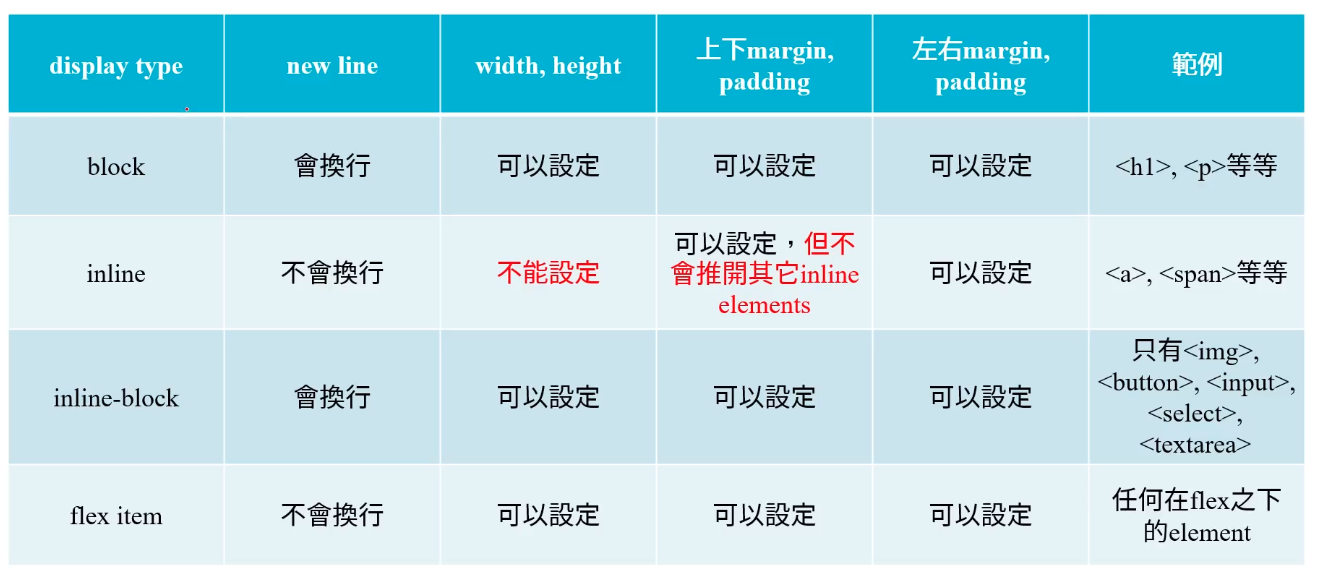 display type
new line
width, height
上下margin,
padding
左右margin,
padding
範例
block
會換行
可以設定
可以設定
可以設定
<h1>, <p>等等
inline
不會換行
不能設定
可以設定，但不
會推開其它inline
elements
可以設定
<a>, <span>等等
inline-block
會換行
可以設定
可以設定
可以設定
只有<img>,
<button>, <input>,
<select>,
<textarea>
flex item
不會換行
可以設定
可以設定
可以設定
任何在flex之下
的element